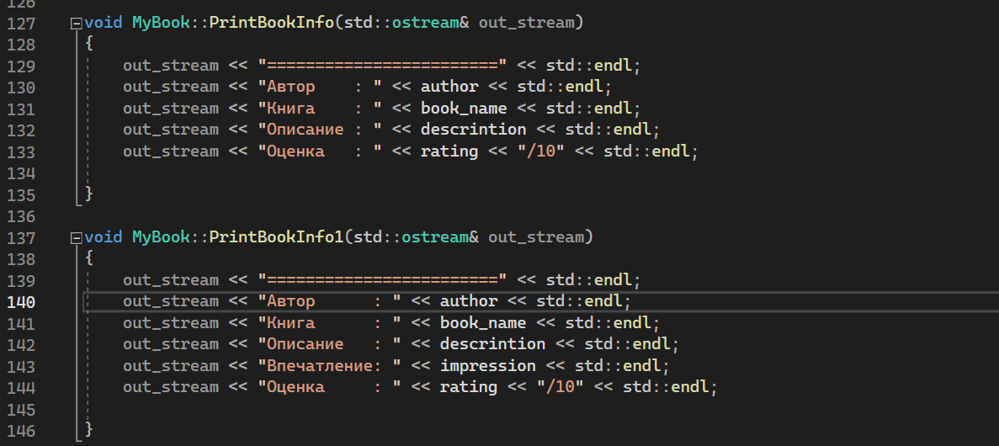 126
127 void MyBook::PrintBookInfo(std::ostream& out_stream)
128 {
129 out_stream << "========================" << std::endl;
130 out_stream << "Автор    : " << author << std::endl;
131 out_stream << "Книга    : " << book_name << std::endl;
132 out_stream << "Описание : " << descrintion << std::endl;
133 out_stream << "Оценка   : " << rating << "/10" << std::endl;
134
135 }
136
137 void MyBook::PrintBookInfo1(std::ostream& out_stream)
138 {
139 out_stream << "========================" << std::endl;
140 out_stream << "Автор      : " << author << std::endl;
141 out_stream << "Книга      : " << book_name << std::endl;
142 out_stream << "Описание   : " << descrintion << std::endl;
143 out_stream << "Впечатление: " << impression << std::endl;
144 out_stream << "Оценка     : " << rating << "/10" << std::endl;
145
146 }